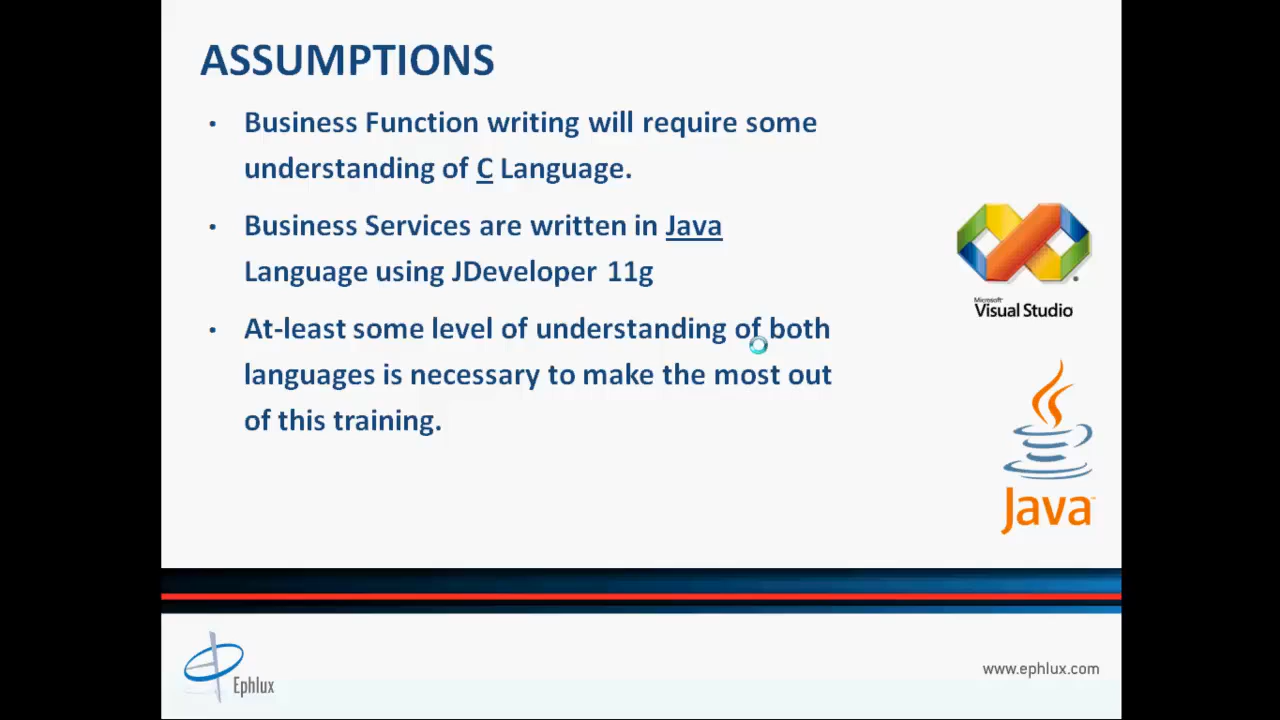 ASSUMPTIONS
• Business Function writing will require some
understanding of C Language.
• Business Services are written in Java
Language using JDeveloper 11g
• At-least some level of understanding of both
languages is necessary to make the most out
of this training.
Microsoft
Visual Studio
Java™
Ephlux
www.ephlux.com